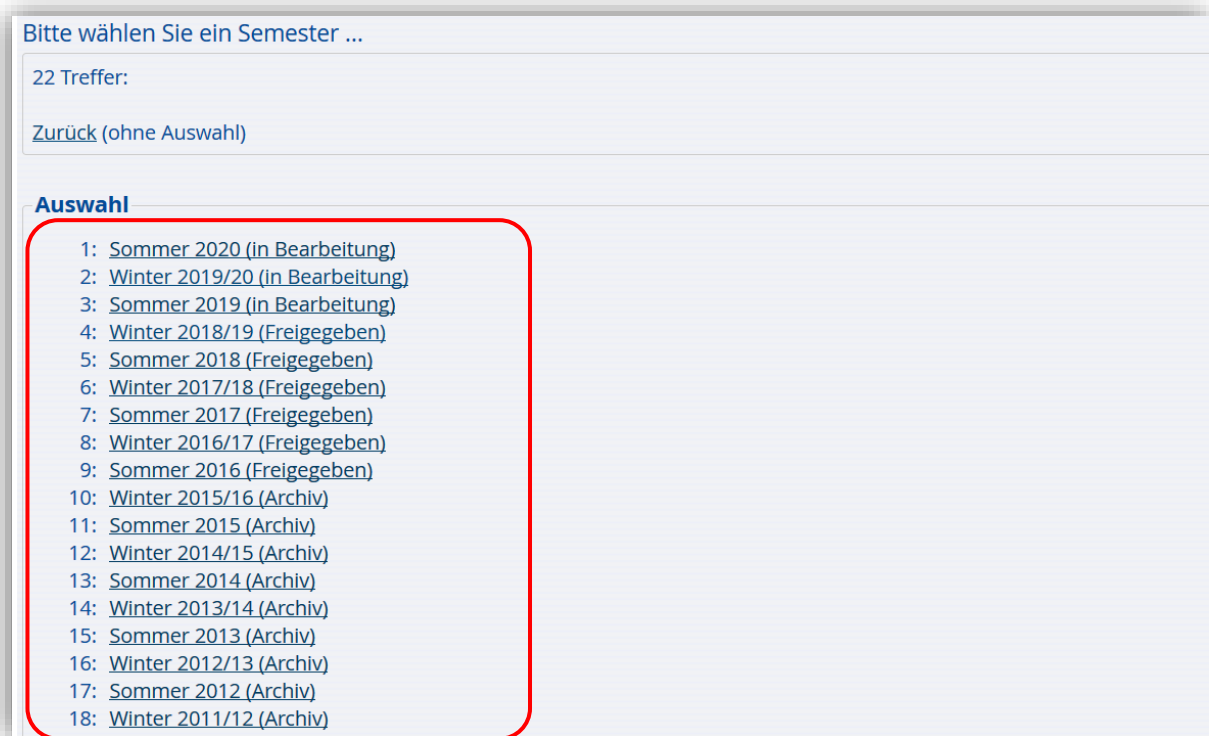 Bitte wählen Sie ein Semester ...
22 Treffer:
Zurück (ohne Auswahl)
Auswahl
1: Sommer 2020 (in Bearbeitung)
2: Winter 2019/20 (in Bearbeitung)
3: Sommer 2019 (in Bearbeitung)
4: Winter 2018/19 (Freigegeben)
5: Sommer 2018 (Freigegeben)
6: Winter 2017/18 (Freigegeben)
7: Sommer 2017 (Freigegeben)
8: Winter 2016/17 (Freigegeben)
9: Sommer 2016 (Freigegeben)
10: Winter 2015/16 (Archiv)
11: Sommer 2015 (Archiv)
12: Winter 2014/15 (Archiv)
13: Sommer 2014 (Archiv)
14: Winter 2013/14 (Archiv)
15: Sommer 2013 (Archiv)
16: Winter 2012/13 (Archiv)
17: Sommer 2012 (Archiv)
18: Winter 2011/12 (Archiv)